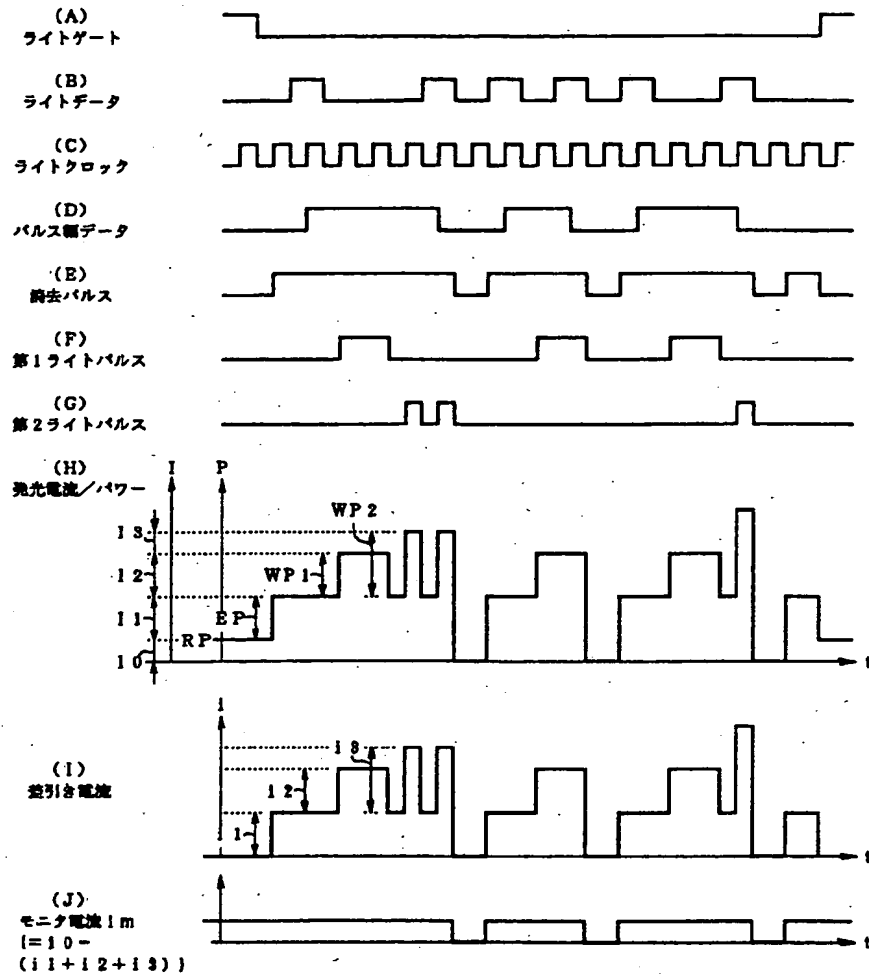 (A)
ライトゲート
(B)
ライトデータ
(C)
ライトクロック
(D)
パルス幅データ
(E)
消去パルス
(F)
第1ライトパルス
(G)
第2ライトパルス
(H)
発光電流/パワー
I
P
I3
I2
I1
I0
WP2
WP1
EP
RP
t
(I)
差引き電流
i
i3
i2
i
t
(J)
モニタ電流im
{=i0-
(i1+i2+i3)}
t